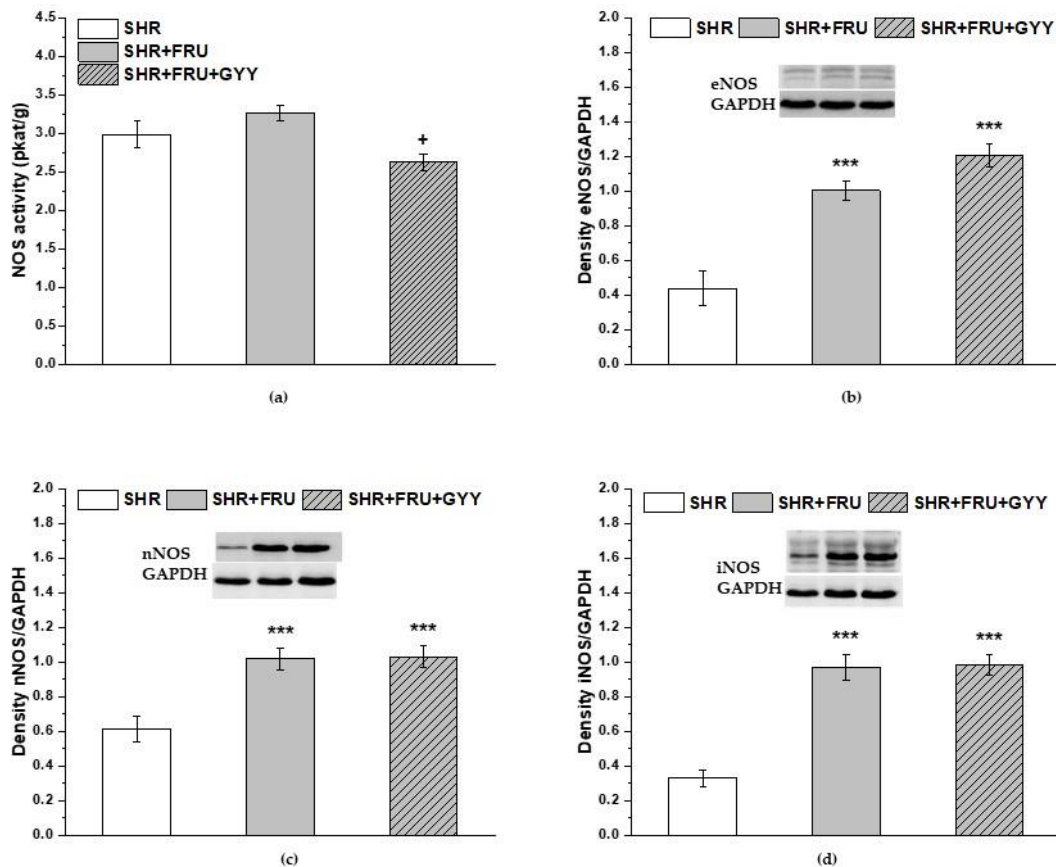 SHR
SHR+FRU
SHR+FRU+GYY
NOS activity (pkat/g)
4.5
4.0
3.5
3.0
2.5
2.0
1.5
1.0
0.5
0.0
+
(a)
SHR SHR+FRU SHR+FRU+GYY
Density eNOS/GAPDH
2.0
1.8
1.6
1.4
1.2
1.0
0.8
0.6
0.4
0.2
0.0
eNOS
GAPDH
***
***
(b)
SHR SHR+FRU SHR+FRU+GYY
Density nNOS/GAPDH
2.0
1.8
1.6
1.4
1.2
1.0
0.8
0.6
0.4
0.2
0.0
nNOS
GAPDH
*** ***
(c)
SHR SHR+FRU SHR+FRU+GYY
Density iNOS/GAPDH
2.0
1.8
1.6
1.4
1.2
1.0
0.8
0.6
0.4
0.2
0.0
iNOS
GAPDH
*** ***
(d)